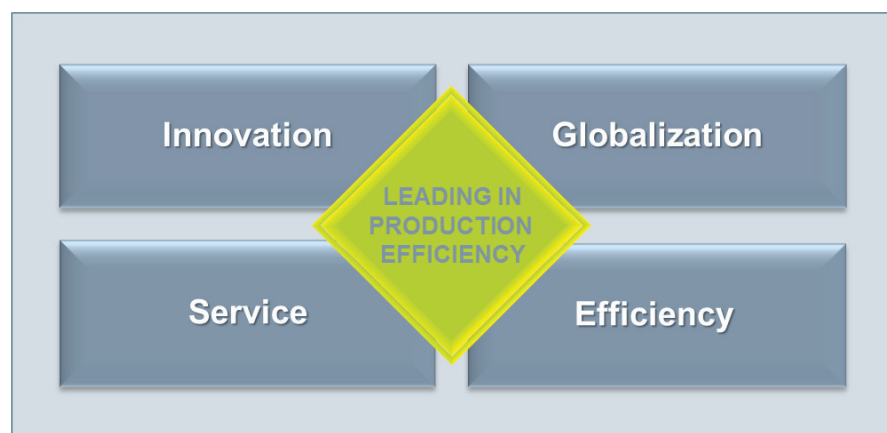 Innovation
Globalization
LEADING IN
PRODUCTION
EFFICIENCY
Service
Efficiency